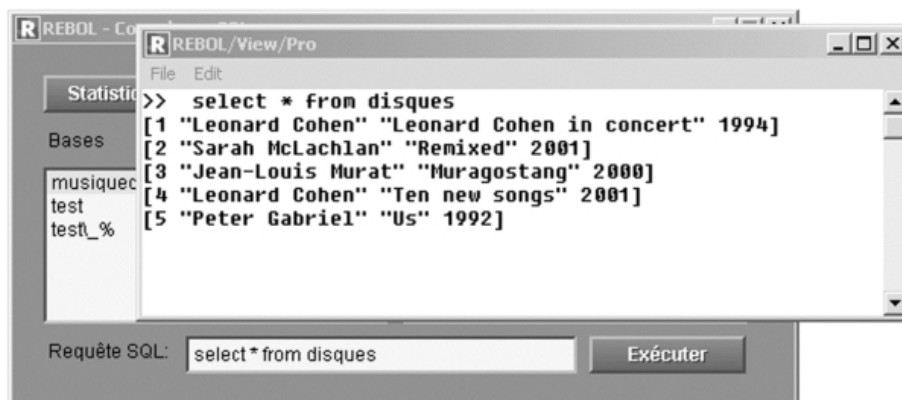 R REBOL - Co
R REBOL/View/Pro
File Edit
Statistiq
>> select * from disques
[1 "Leonard Cohen" "Leonard Cohen in concert" 1994]
[2 "Sarah McLachlan" "Remixed" 2001]
[3 "Jean-Louis Murat" "Muragostang" 2000]
[4 "Leonard Cohen" "Ten new songs" 2001]
[5 "Peter Gabriel" "Us" 1992]
Bases
musiquec
test
test\_%
Requête SQL: select * from disques Exécuter